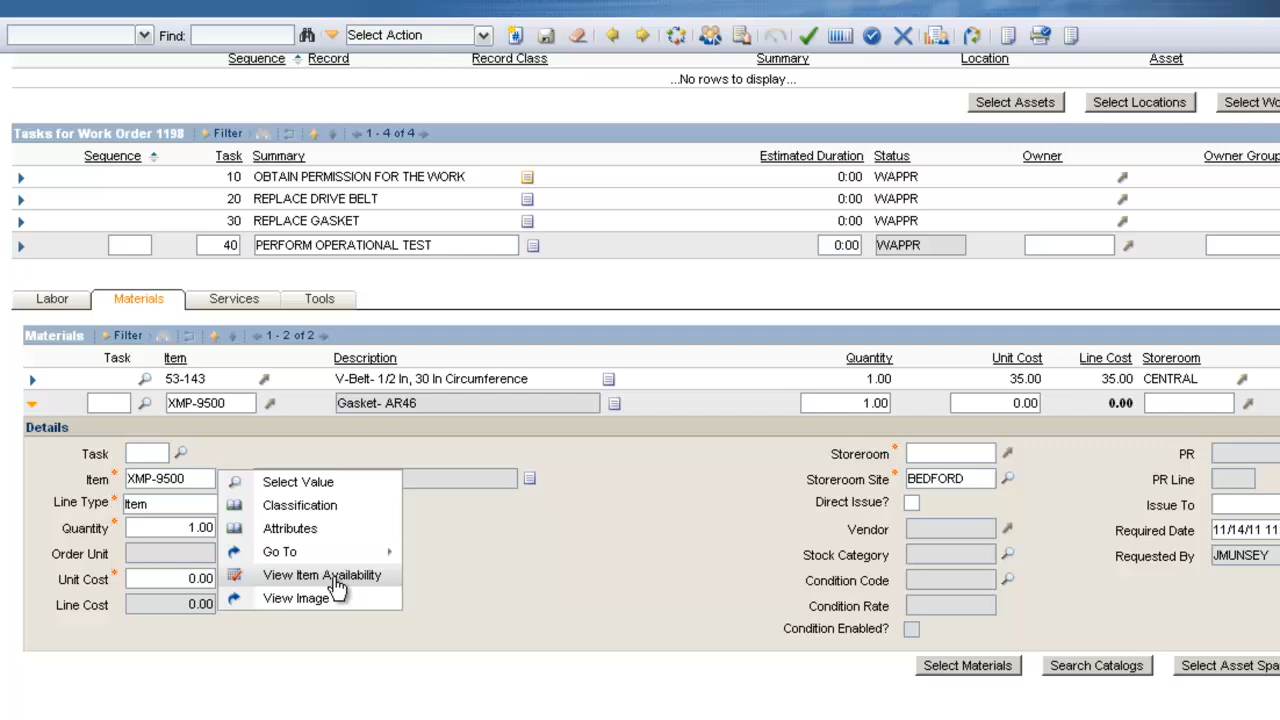 Find: Select Action
Sequence Record Record Class Summary Location Asset
...No rows to display...
Select Assets Select Locations Select Wo
Tasks for Work Order 1198 Filter 1 - 4 of 4
Sequence Task Summary Estimated Duration Status Owner Owner Group
10 OBTAIN PERMISSION FOR THE WORK 0:00 WAPPR
20 REPLACE DRIVE BELT 0:00 WAPPR
30 REPLACE GASKET 0:00 WAPPR
40 PERFORM OPERATIONAL TEST 0:00 WAPPR
Labor Materials Services Tools
Materials Filter 1 - 2 of 2
Task Item Description Quantity Unit Cost Line Cost Storeroom
53-143 V-Belt- 1/2 In, 30 In Circumference 1.00 35.00 35.00 CENTRAL
XMP-9500 Gasket- AR46 1.00 0.00 0.00
Details
Task Storeroom * PR
Item * XMP-9500 Select Value Storeroom Site * BEDFORD PR Line
Line Type * Item Classification Direct Issue? Issue To
Quantity * 1.00 Attributes Vendor Required Date 11/14/11 11:
Order Unit Go To Stock Category Requested By JMUNSEY
Unit Cost * 0.00 View Item Availability Condition Code
Line Cost 0.00 View Image Condition Rate
Condition Enabled?
Select Materials Search Catalogs Select Asset Spa